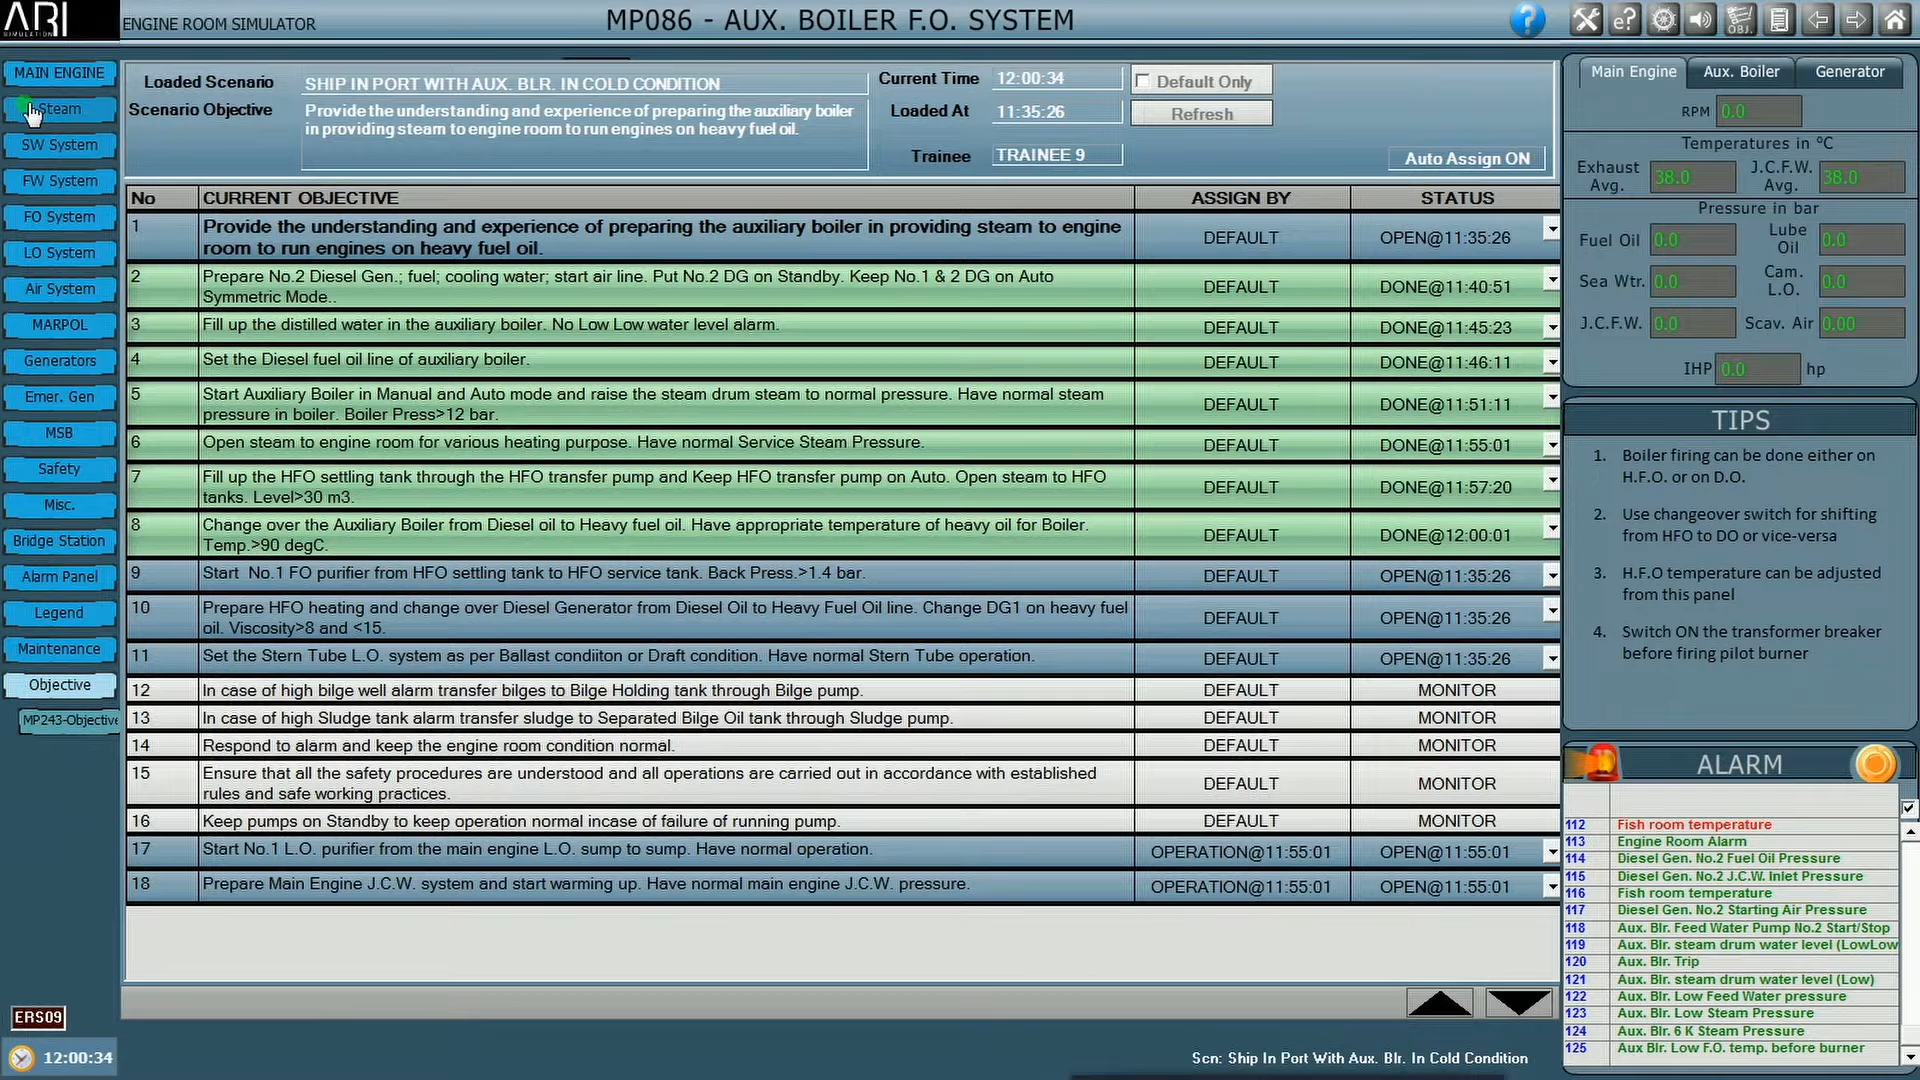 ARI
SIMULATION
ENGINE ROOM SIMULATOR
MP086 - AUX. BOILER F.O. SYSTEM
?
e?
OBJ.
MAIN ENGINE
Steam
SW System
FW System
FO System
LO System
Air System
MARPOL
Generators
Emer. Gen
MSB
Safety
Misc.
Bridge Station
Alarm Panel
Legend
Maintenance
Objective
MP243-Objective
ERS09
12:00:34
Loaded Scenario
SHIP IN PORT WITH AUX. BLR. IN COLD CONDITION
Scenario Objective
Provide the understanding and experience of preparing the auxiliary boiler
in providing steam to engine room to run engines on heavy fuel oil.
Current Time 12:00:34
Default Only
Loaded At 11:35:26
Refresh
Trainee TRAINEE 9
Auto Assign ON
No CURRENT OBJECTIVE ASSIGN BY STATUS
1 Provide the understanding and experience of preparing the auxiliary boiler in providing steam to engine
room to run engines on heavy fuel oil.
DEFAULT OPEN@11:35:26
2 Prepare No.2 Diesel Gen.; fuel; cooling water; start air line. Put No.2 DG on Standby. Keep No.1 & 2 DG on Auto
Symmetric Mode..
DEFAULT DONE@11:40:51
3 Fill up the distilled water in the auxiliary boiler. No Low Low water level alarm. DEFAULT DONE@11:45:23
4 Set the Diesel fuel oil line of auxiliary boiler. DEFAULT DONE@11:46:11
5 Start Auxiliary Boiler in Manual and Auto mode and raise the steam drum steam to normal pressure. Have normal steam
pressure in boiler. Boiler Press>12 bar.
DEFAULT DONE@11:51:11
6 Open steam to engine room for various heating purpose. Have normal Service Steam Pressure. DEFAULT DONE@11:55:01
7 Fill up the HFO settling tank through the HFO transfer pump and Keep HFO transfer pump on Auto. Open steam to HFO
tanks. Level>30 m3.
DEFAULT DONE@11:57:20
8 Change over the Auxiliary Boiler from Diesel oil to Heavy fuel oil. Have appropriate temperature of heavy oil for Boiler.
Temp.>90 degC.
DEFAULT DONE@12:00:01
9 Start No.1 FO purifier from HFO settling tank to HFO service tank. Back Press.>1.4 bar. DEFAULT OPEN@11:35:26
10 Prepare HFO heating and change over Diesel Generator from Diesel Oil to Heavy Fuel Oil line. Change DG1 on heavy fuel
oil. Viscosity>8 and <15.
DEFAULT OPEN@11:35:26
11 Set the Stern Tube L.O. system as per Ballast condiiton or Draft condition. Have normal Stern Tube operation. DEFAULT OPEN@11:35:26
12 In case of high bilge well alarm transfer bilges to Bilge Holding tank through Bilge pump. DEFAULT MONITOR
13 In case of high Sludge tank alarm transfer sludge to Separated Bilge Oil tank through Sludge pump. DEFAULT MONITOR
14 Respond to alarm and keep the engine room condition normal. DEFAULT MONITOR
15 Ensure that all the safety procedures are understood and all operations are carried out in accordance with established
rules and safe working practices.
DEFAULT MONITOR
16 Keep pumps on Standby to keep operation normal incase of failure of running pump. DEFAULT MONITOR
17 Start No.1 L.O. purifier from the main engine L.O. sump to sump. Have normal operation. OPERATION@11:55:01 OPEN@11:55:01
18 Prepare Main Engine J.C.W. system and start warming up. Have normal main engine J.C.W. pressure. OPERATION@11:55:01 OPEN@11:55:01
Scn: Ship In Port With Aux. Blr. In Cold Condition
Main Engine Aux. Boiler Generator
RPM 0.0
Temperatures in °C
Exhaust Avg. 38.0 J.C.F.W. Avg. 38.0
Pressure in bar
Fuel Oil 0.0 Lube Oil 0.0
Sea Wtr. 0.0 Cam. L.O. 0.0
J.C.F.W. 0.0 Scav. Air 0.00
IHP 0.0 hp
TIPS
1. Boiler firing can be done either on
H.F.O. or on D.O.
2. Use changeover switch for shifting
from HFO to DO or vice-versa
3. H.F.O temperature can be adjusted
from this panel
4. Switch ON the transformer breaker
before firing pilot burner
ALARM
112 Fish room temperature
113 Engine Room Alarm
114 Diesel Gen. No.2 Fuel Oil Pressure
115 Diesel Gen. No.2 J.C.W. Inlet Pressure
116 Fish room temperature
117 Diesel Gen. No.2 Starting Air Pressure
118 Aux. Blr. Feed Water Pump No.2 Start/Stop
119 Aux. Blr. steam drum water level (LowLow
120 Aux. Blr. Trip
121 Aux. Blr. steam drum water level (Low)
122 Aux. Blr. Low Feed Water pressure
123 Aux. Blr. Low Steam Pressure
124 Aux. Blr. 6 K Steam Pressure
125 Aux Blr. Low F.O. temp. before burner